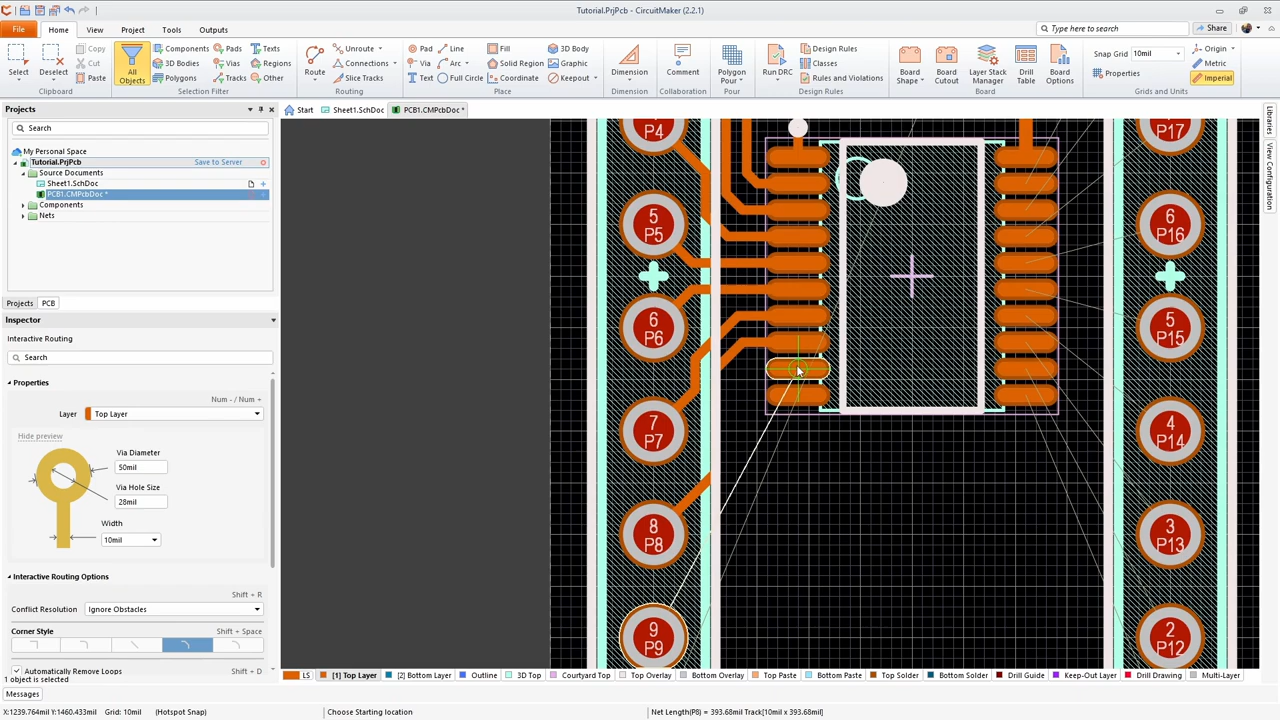 Tutorial.PrjPcb - CircuitMaker (2.2.1)
File
Home
View
Project
Tools
Outputs
Type here to search
Share
Select
Deselect
Copy
Cut
Paste
Clipboard
All Objects
Components
3D Bodies
Polygons
Pads
Vias
Tracks
Texts
Regions
Other
Selection Filter
Route
Unroute
Connections
Slide Tracks
Routing
Pad
Via
Text
Line
Arc
Full Circle
Fill
Solid Region
Coordinate
3D Body
Graphic
Keepout
Place
Dimension
Dimension
Comment
Collaboration
Polygon Pour
Pour
Run DRC
Design Rules
Classes
Rules and Violations
Design Rules
Board Shape
Board Cutout
Layer Stack Manager
Drill Table
Board Options
Board
Snap Grid 10mil
Properties
Origin
Metric
Imperial
Grids and Units
Projects
Search
My Personal Space
Tutorial.PrjPcb
Save to Server
Source Documents
Sheet1.SchDoc
PCB1.CMPcbDoc *
Components
Nets
Projects
PCB
Inspector
Interactive Routing
Search
Properties
Num - / Num +
Layer
Top Layer
Hide preview
Via Diameter
50mil
Via Hole Size
28mil
Width
10mil
Interactive Routing Options
Shift + R
Conflict Resolution
Ignore Obstacles
Corner Style
Shift + Space
Automatically Remove Loops
Shift + D
1 object is selected
Messages
Start
Sheet1.SchDoc
PCB1.CMPcbDoc *
P4
5
P5
6
P6
7
P7
8
P8
9
P9
P17
6
P16
5
P15
4
P14
3
P13
2
P12
Libraries
View Configuration
LS
[1] Top Layer
[2] Bottom Layer
Outline
3D Top
Courtyard Top
Top Overlay
Bottom Overlay
Top Paste
Bottom Paste
Top Solder
Bottom Solder
Drill Guide
Keep-Out Layer
Drill Drawing
Multi-Layer
X:1239.764mil Y:1460.433mil
Grid: 10mil
(Hotspot Snap)
Choose Starting location
Net Length(P8) = 393.68mil Track[10mil x 393.68mil]